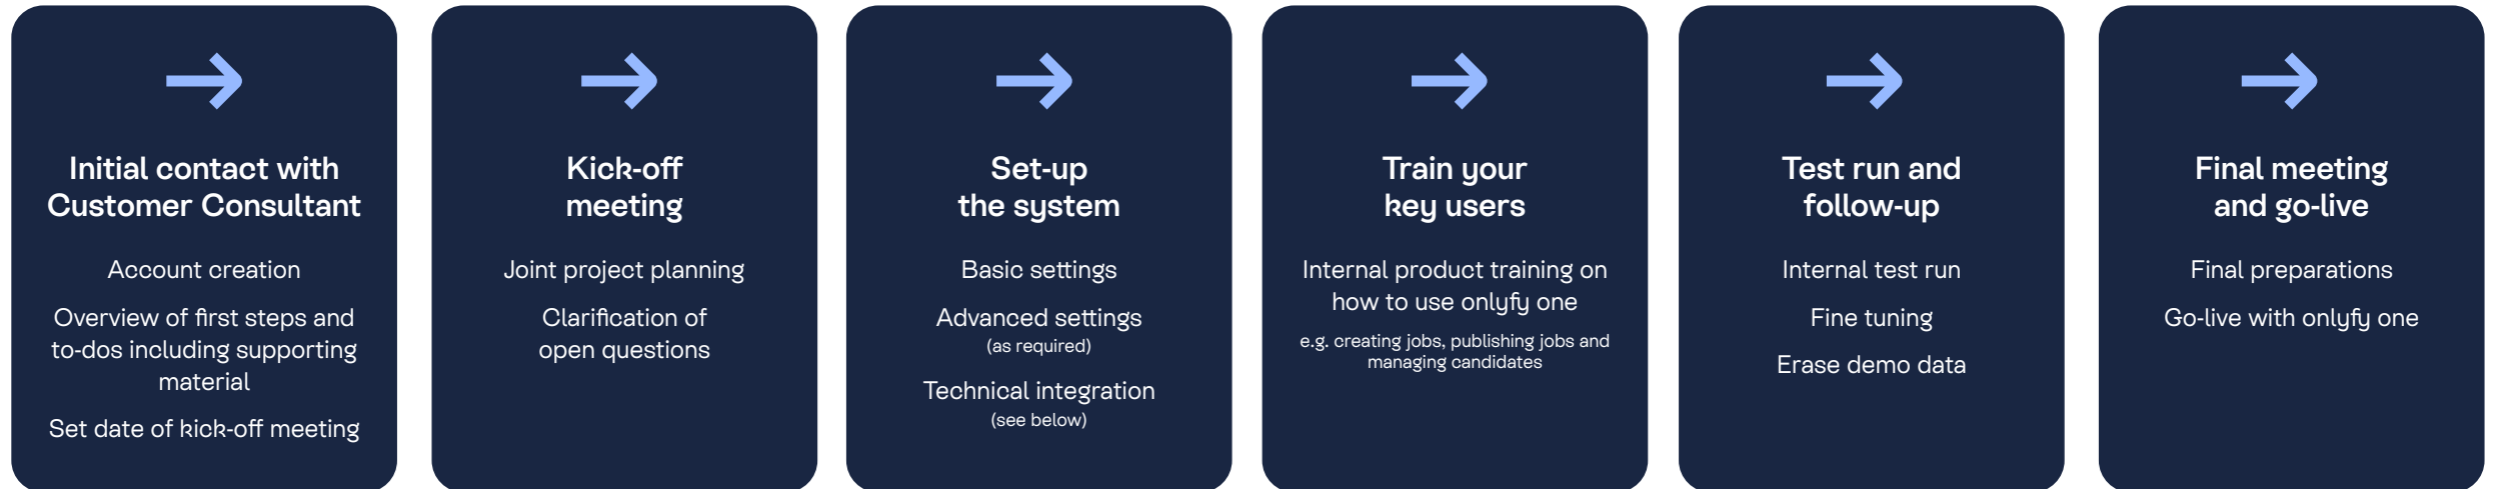 Initial contact with
Customer Consultant
Account creation
Overview of first steps and
to-dos including supporting
material
Set date of kick-off meeting
Kick-off
meeting
Joint project planning
Clarification of
open questions
Set-up
the system
Basic settings
Advanced settings
(as required)
Technical integration
(see below)
Train your
key users
Internal product training on
how to use onlyfy one
e.g. creating jobs, publishing jobs and
managing candidates
Test run and
follow-up
Internal test run
Fine tuning
Erase demo data
Final meeting
and go-live
Final preparations
Go-live with onlyfy one